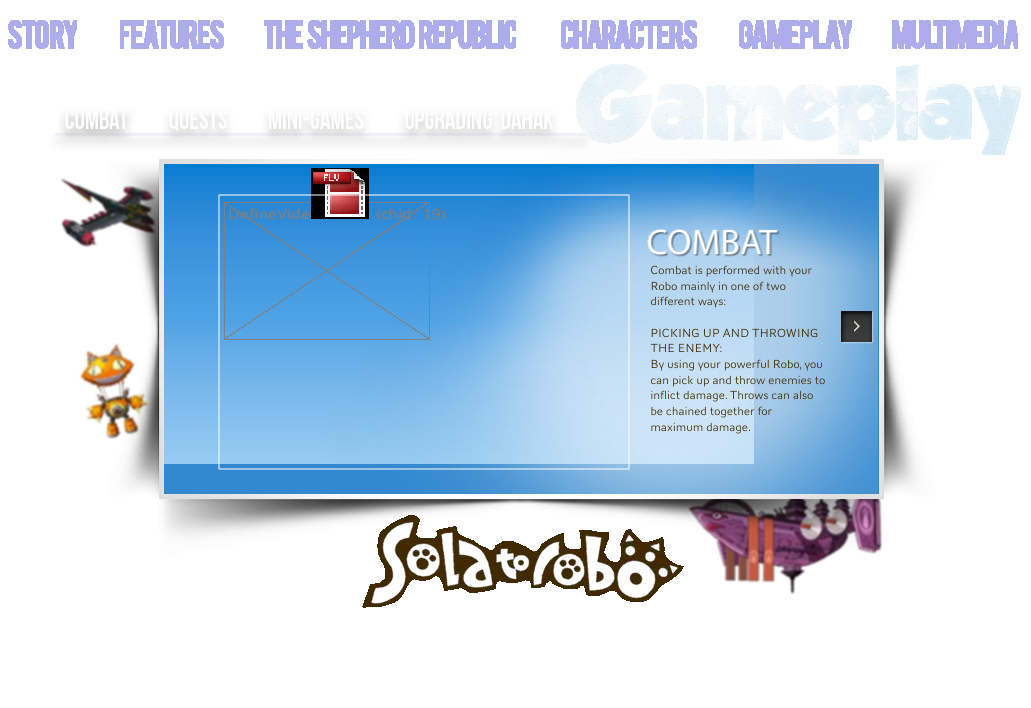 STORY FEATURES THE SHEPHERD REPUBLIC CHARACTERS GAMEPLAY MULTIMEDIA
Gameplay
COMBAT QUESTS MINI-GAMES UPGRADING DAHAK
FLV
DefineVide (chid: 19)
COMBAT
Combat is performed with your
Robo mainly in one of two
different ways:
PICKING UP AND THROWING
THE ENEMY:
By using your powerful Robo, you
can pick up and throw enemies to
inflict damage. Throws can also
be chained together for
maximum damage.
Solatorobo